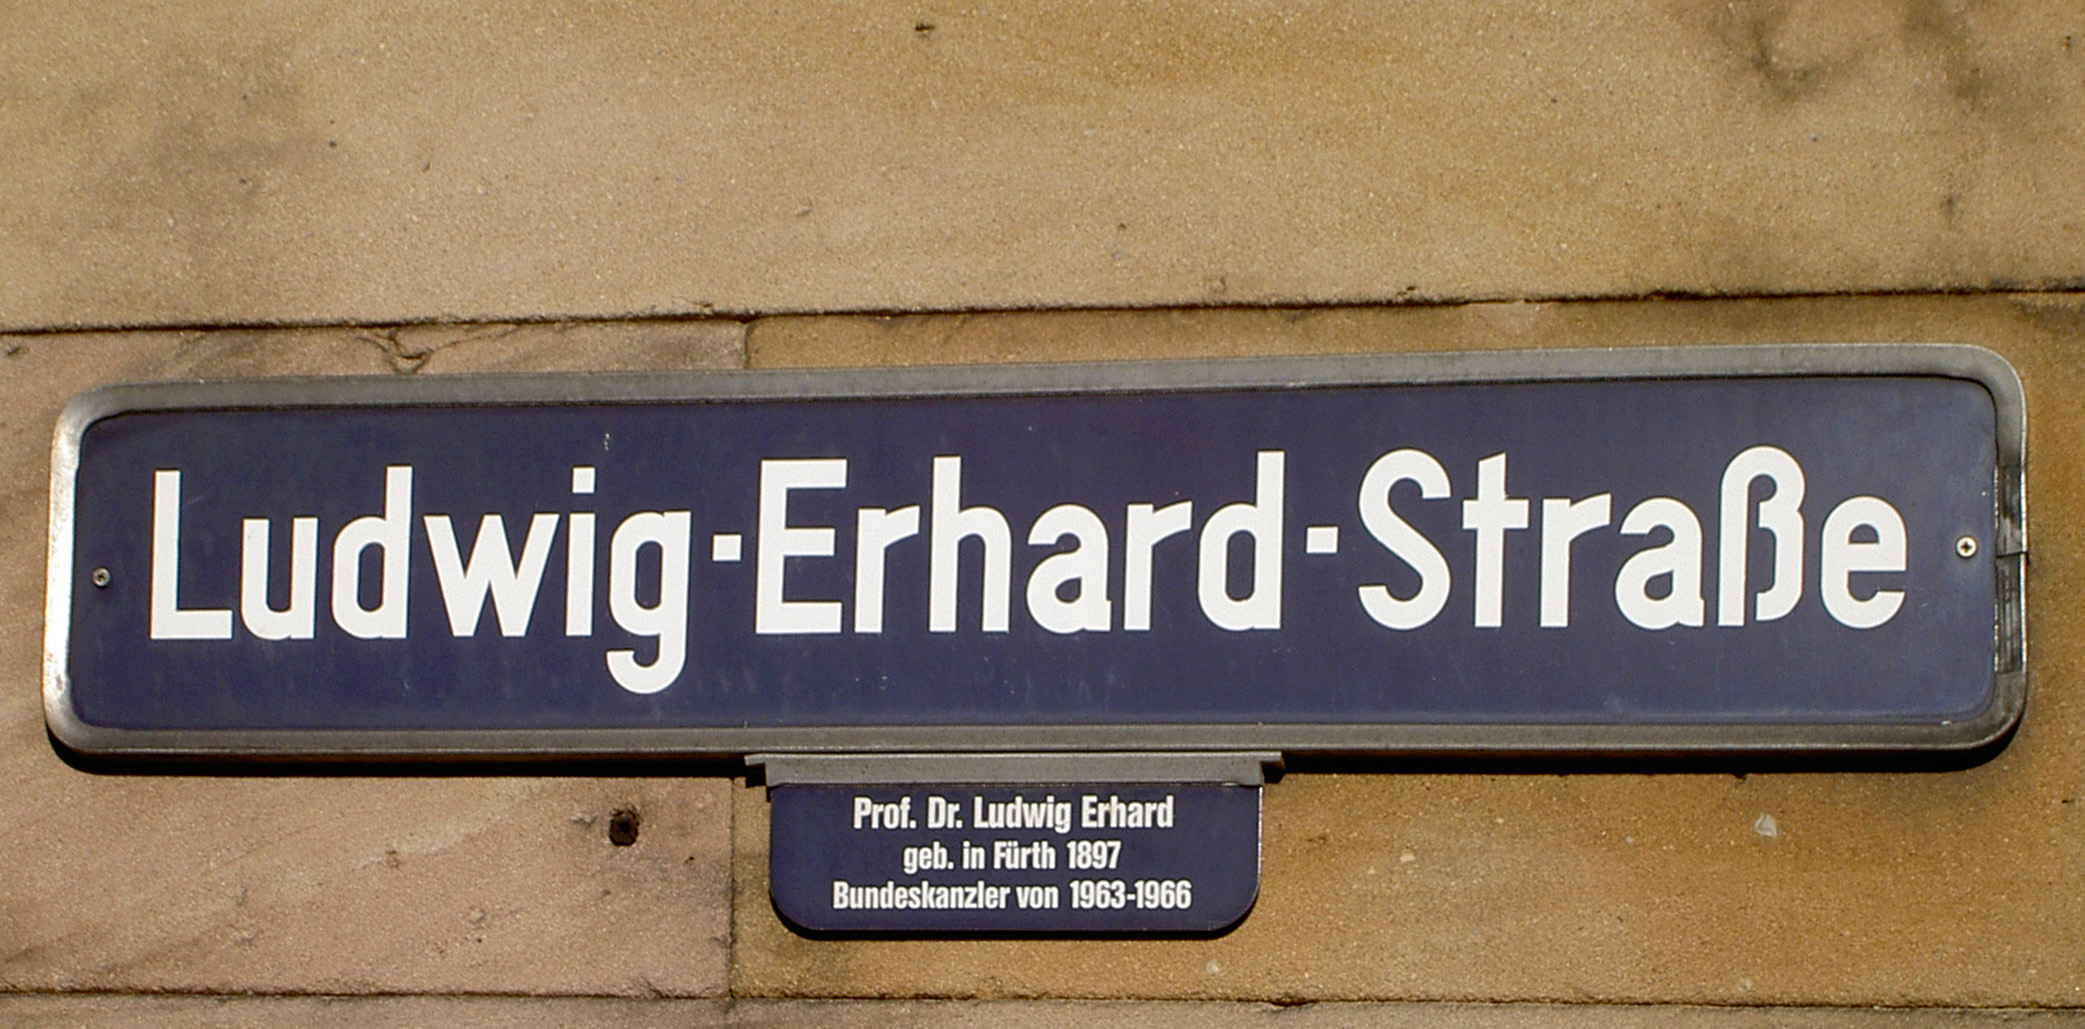 Ludwig-Erhard-Straße
Prof. Dr. Ludwig Erhard
geb. in Fürth 1897
Bundeskanzler von 1963-1966